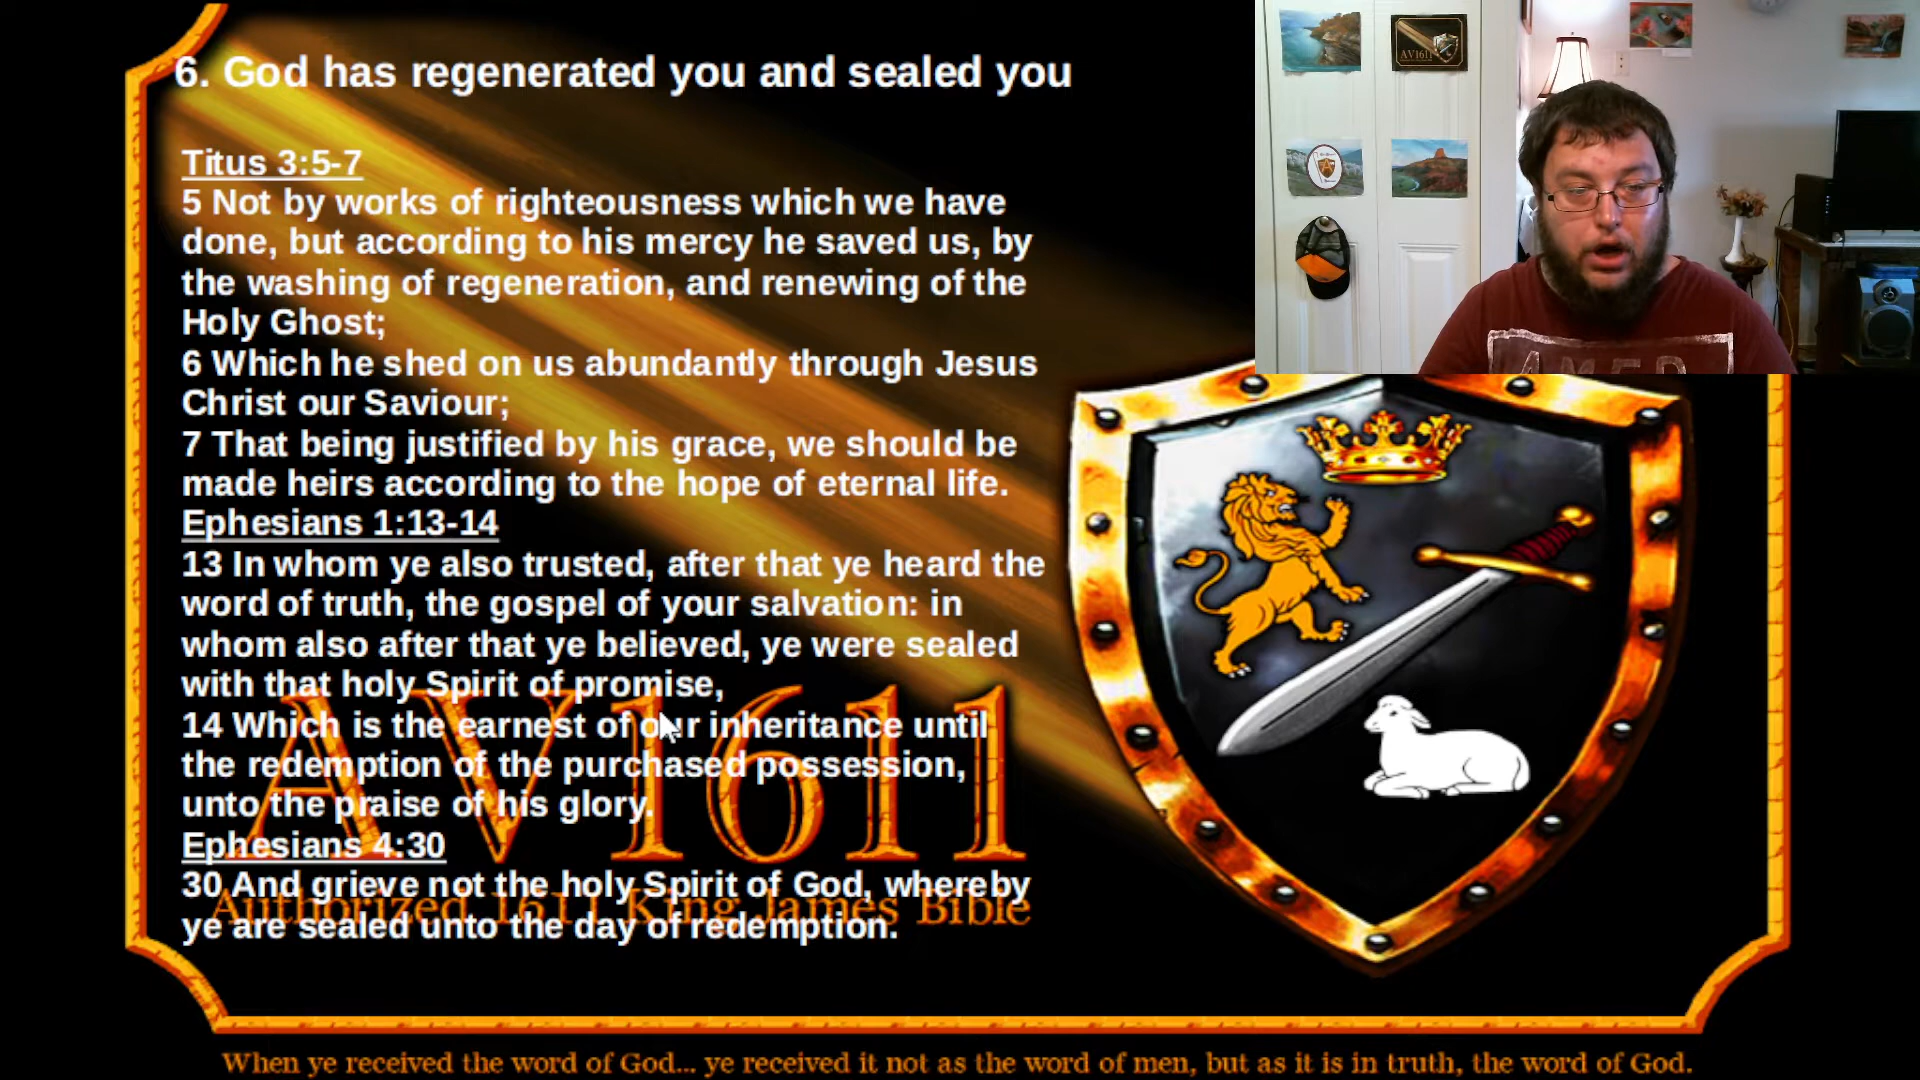 6. God has regenerated you and sealed you
Titus 3:5-7
5 Not by works of righteousness which we have
done, but according to his mercy he saved us, by
the washing of regeneration, and renewing of the
Holy Ghost;
6 Which he shed on us abundantly through Jesus
Christ our Saviour;
7 That being justified by his grace, we should be
made heirs according to the hope of eternal life.
Ephesians 1:13-14
13 In whom ye also trusted, after that ye heard the
word of truth, the gospel of your salvation: in
whom also after that ye believed, ye were sealed
with that holy Spirit of promise,
14 Which is the earnest of our inheritance until
the redemption of the purchased possession,
unto the praise of his glory.
Ephesians 4:30
30 And grieve not the holy Spirit of God, whereby
ye are sealed unto the day of redemption.
AV1611
Authorized 1611 King James Bible
When ye received the word of God... ye received it not as the word of men, but as it is in truth, the word of God.
AV1611